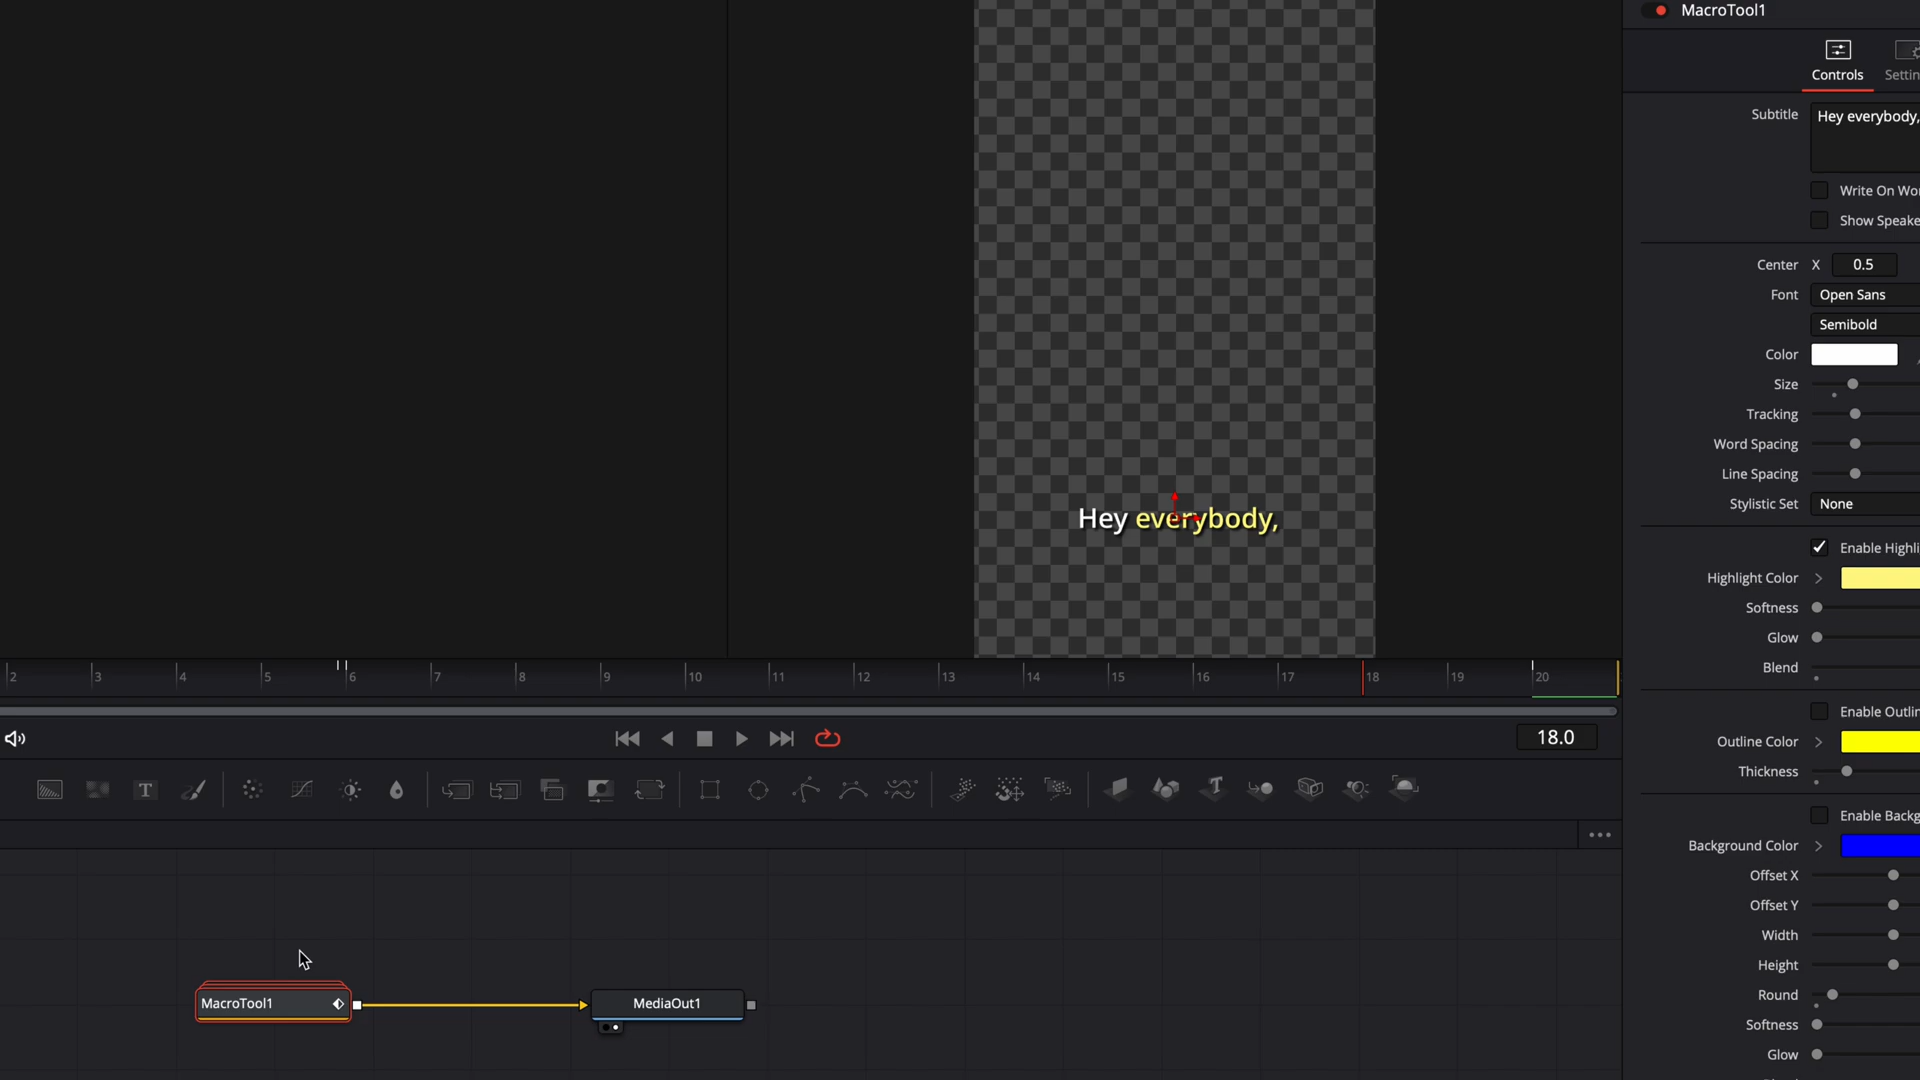 MacroTool1
Controls
Settin
Subtitle
Hey everybody,
Write On Wo
Show Speake
Center X 0.5
Font Open Sans
Semibold
Color
Size
Tracking
Word Spacing
Line Spacing
Stylistic Set None
Hey everybody,
Enable Highli
Highlight Color
Softness
Glow
Blend
2 3 4 5 6 7 8 9 10 11 12 13 14 15 16 17 18 19 20
Enable Outlin
Outline Color
Thickness
18.0
Enable Backg
Background Color
Offset X
Offset Y
Width
Height
Round
Softness
Glow
MacroTool1
MediaOut1